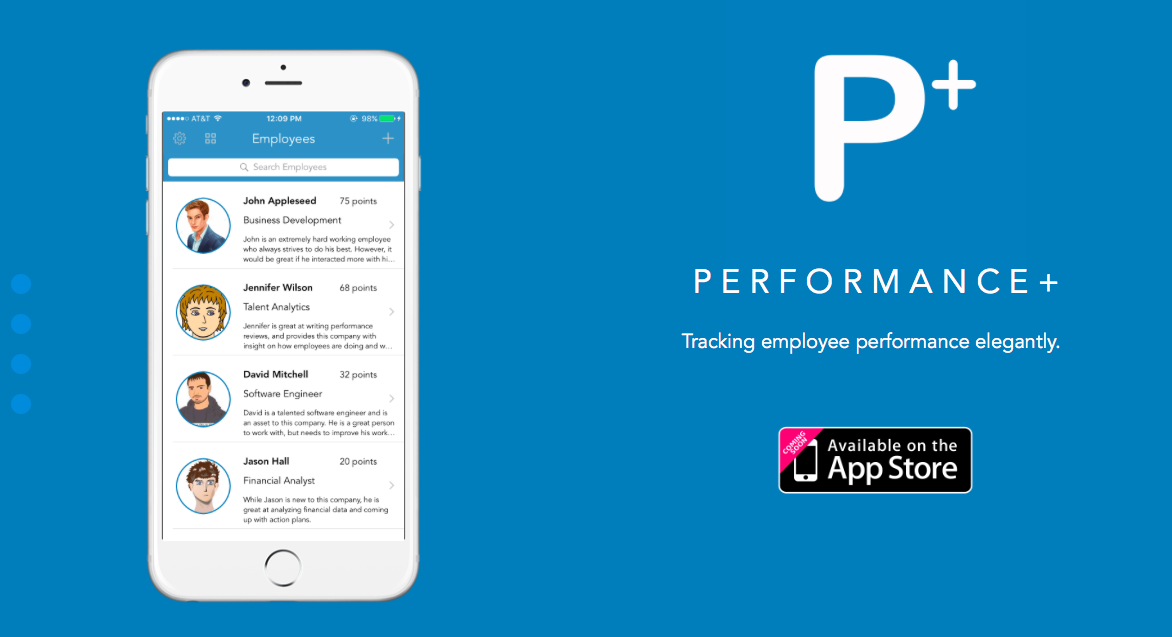 AT&T 12:09 PM 98%
Employees
Search Employees
John Appleseed 75 points
Business Development
John is an extremely hard working employee
who always strives to do his best. However, it
would be great if he interacted more with hi...
Jennifer Wilson 68 points
Talent Analytics
Jennifer is great at writing performance
reviews, and provides this company with
insight on how employees are doing and w...
David Mitchell 32 points
Software Engineer
David is a talented software engineer and is
an asset to this company. He is a great person
to work with, but needs to improve his work...
Jason Hall 20 points
Financial Analyst
While Jason is new to this company, he is
great at analyzing financial data and coming
up with action plans.
P+
PERFORMANCE+
Tracking employee performance elegantly.
COMING
SOON
Available on the
App Store